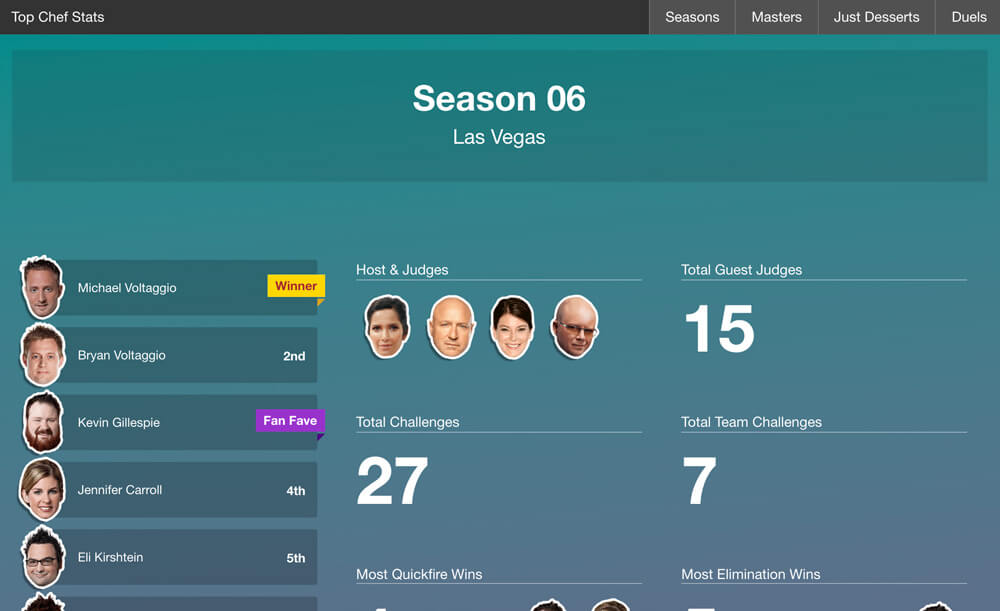 Top Chef Stats
Seasons
Masters
Just Desserts
Duels
Season 06
Las Vegas
Michael Voltaggio
Winner
Bryan Voltaggio
2nd
Kevin Gillespie
Fan Fave
Jennifer Carroll
4th
Eli Kirshtein
5th
Host & Judges
Total Guest Judges
15
Total Challenges
27
Total Team Challenges
7
Most Quickfire Wins
Most Elimination Wins